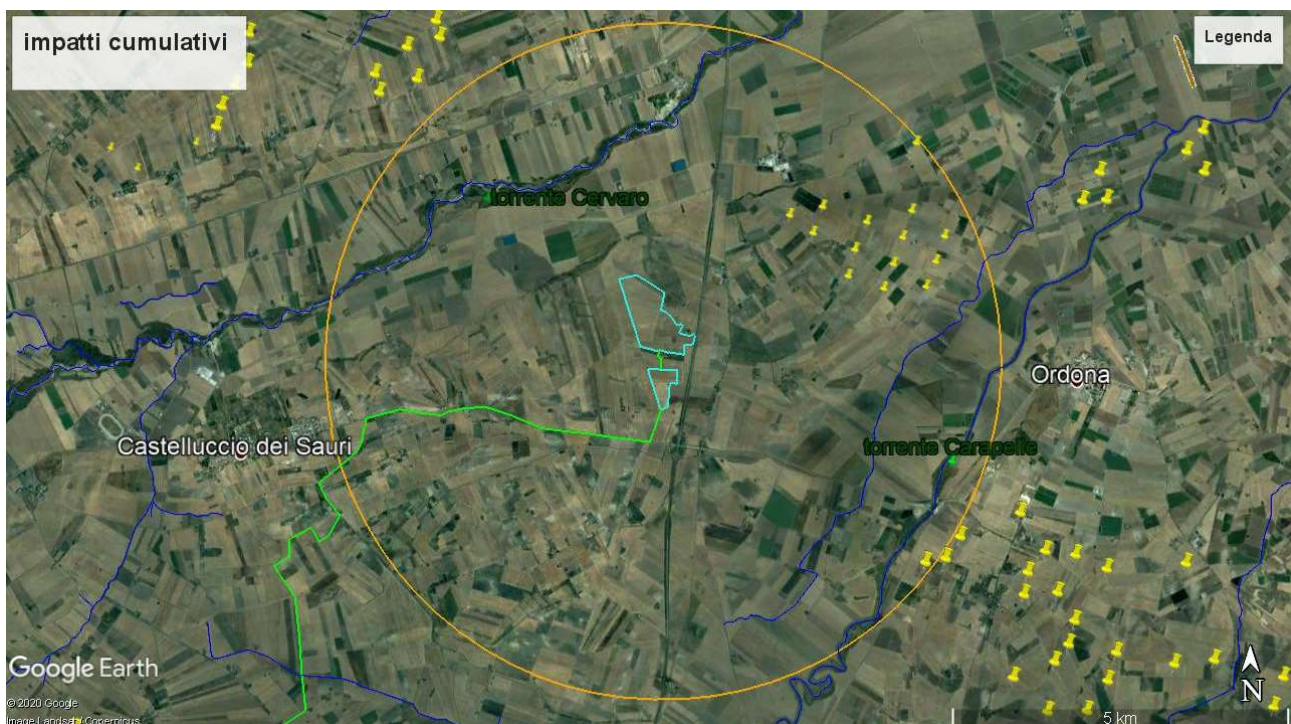 impatti cumulativi
Legenda
torrente Cervaro
Ordona
Castelluccio dei Sauri
torrente Carapelle
Google Earth
N
© 2020 Google
Image Landsat / Copernicus
5 km